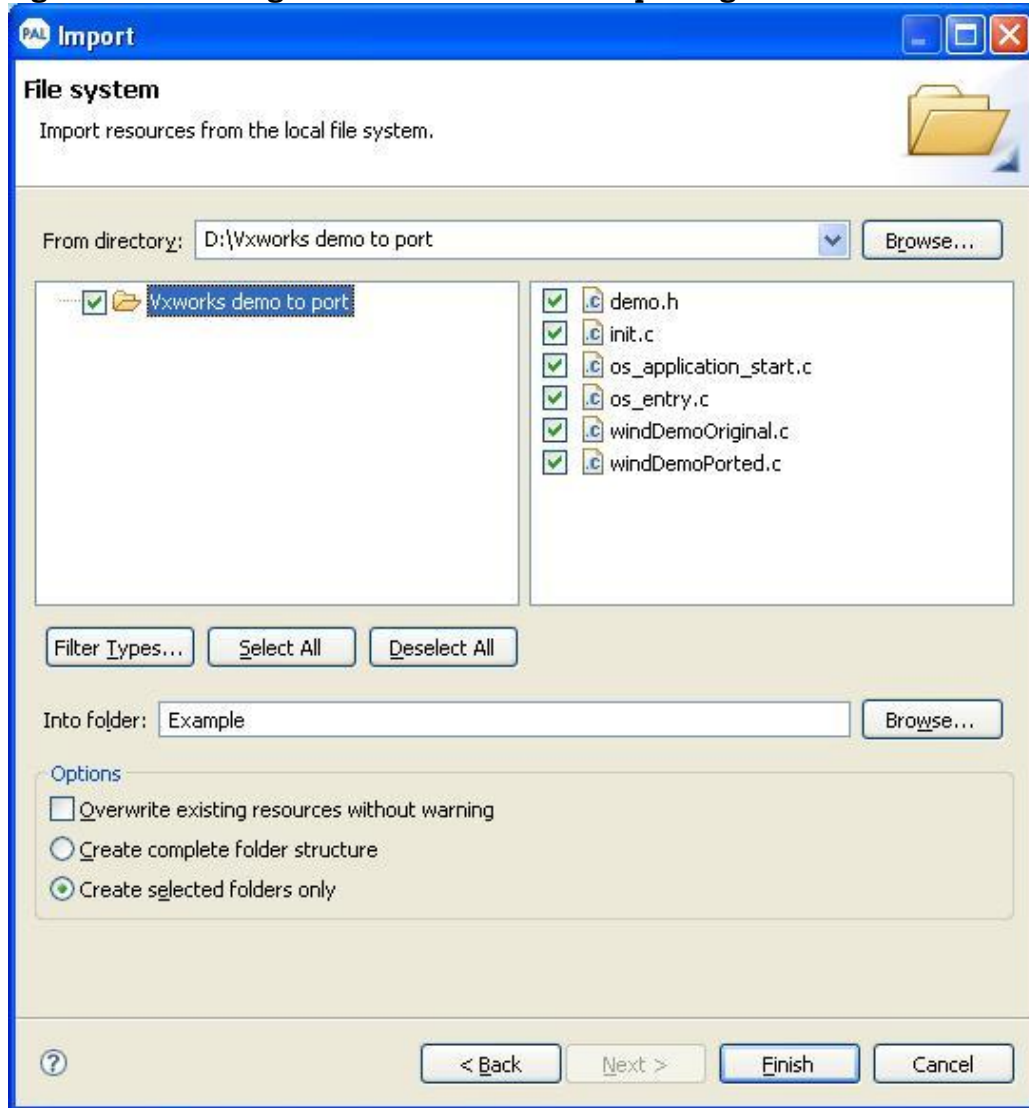 PAL Import
File system
Import resources from the local file system.
From directory: D:\Vxworks demo to port Browse...
Vxworks demo to port
.c demo.h
.c init.c
.c os_application_start.c
.c os_entry.c
.c windDemoOriginal.c
.c windDemoPorted.c
Filter Types... Select All Deselect All
Into folder: Example Browse...
Options
Overwrite existing resources without warning
Create complete folder structure
Create selected folders only
? < Back Next > Finish Cancel